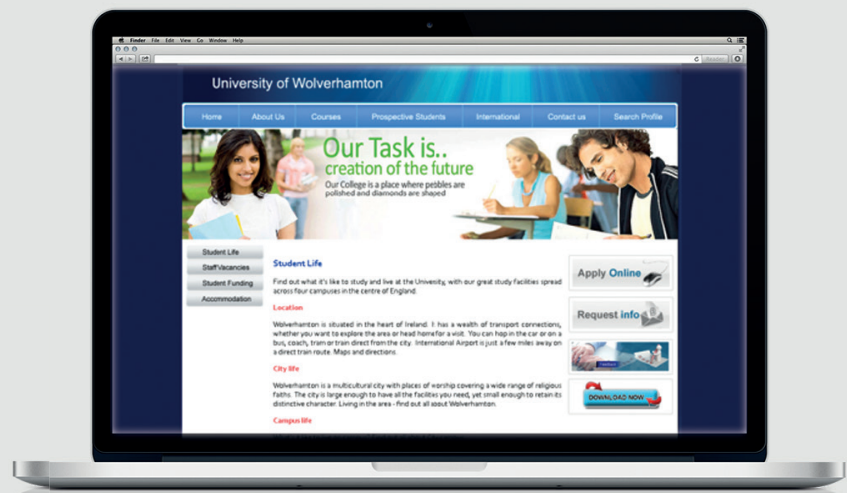 Finder File Edit View Go Window Help
Reader
University of Wolverhamton
Home About Us Courses Prospective Students International Contact us Search Profile
Our Task is..
creation of the future
Our College is a place where pebbles are
polished and diamonds are shaped
Student Life
Staff Vacancies
Student Funding
Accommodation
Student Life
Find out what it's like to study and live at the University, with our great study facilities spread
across four campuses in the centre of England.
Location
Wolverhamton is situated in the heart of Ireland. It has a wealth of transport connections,
whether you want to explore the area or head home for a visit. You can hop in the car or on a
bus, coach, tram or train direct from the city. International Airport is just a few miles away on
a direct train route. Maps and directions.
City life
Wolverhamton is a multicultural city with places of worship covering a wide range of religious
faiths. The city is large enough to have all the facilities you need, yet small enough to retain its
distinctive character. Living in the area - find out all about Wolverhamton.
Campus life
Apply Online
Request info
Contact
DOWNLOAD NOW